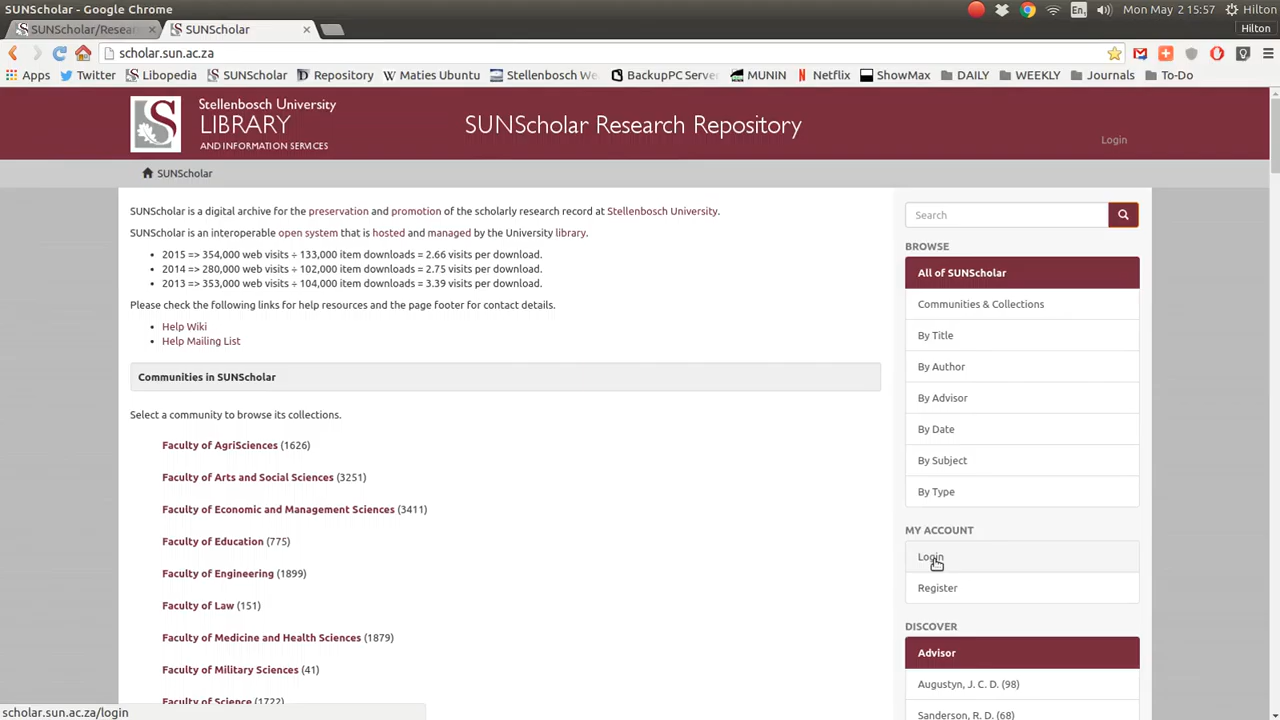 SUNScholar - Google Chrome
Mon May 2 15:57 Hilton
En
SUNScholar/Resear
SUNScholar
Hilton
scholar.sun.ac.za
Apps Twitter Libopedia SUNScholar Repository Maties Ubuntu Stellenbosch We BackupPC Serve MUNIN Netflix ShowMax DAILY WEEKLY Journals To-Do
Stellenbosch University
LIBRARY
AND INFORMATION SERVICES
SUNScholar Research Repository
Login
SUNScholar
SUNScholar is a digital archive for the preservation and promotion of the scholarly research record at Stellenbosch University.
SUNScholar is an interoperable open system that is hosted and managed by the University library.
• 2015 => 354,000 web visits ÷ 133,000 item downloads = 2.66 visits per download.
• 2014 => 280,000 web visits ÷ 102,000 item downloads = 2.75 visits per download.
• 2013 => 353,000 web visits ÷ 104,000 item downloads = 3.39 visits per download.
Please check the following links for help resources and the page footer for contact details.
• Help Wiki
• Help Mailing List
Communities in SUNScholar
Select a community to browse its collections.
Faculty of AgriSciences (1626)
Faculty of Arts and Social Sciences (3251)
Faculty of Economic and Management Sciences (3411)
Faculty of Education (775)
Faculty of Engineering (1899)
Faculty of Law (151)
Faculty of Medicine and Health Sciences (1879)
Faculty of Military Sciences (41)
Faculty of Science (1722)
Search
BROWSE
All of SUNScholar
Communities & Collections
By Title
By Author
By Advisor
By Date
By Subject
By Type
MY ACCOUNT
Login
Register
DISCOVER
Advisor
Augustyn, J. C. D. (98)
Sanderson, R. D. (68)
scholar.sun.ac.za/login